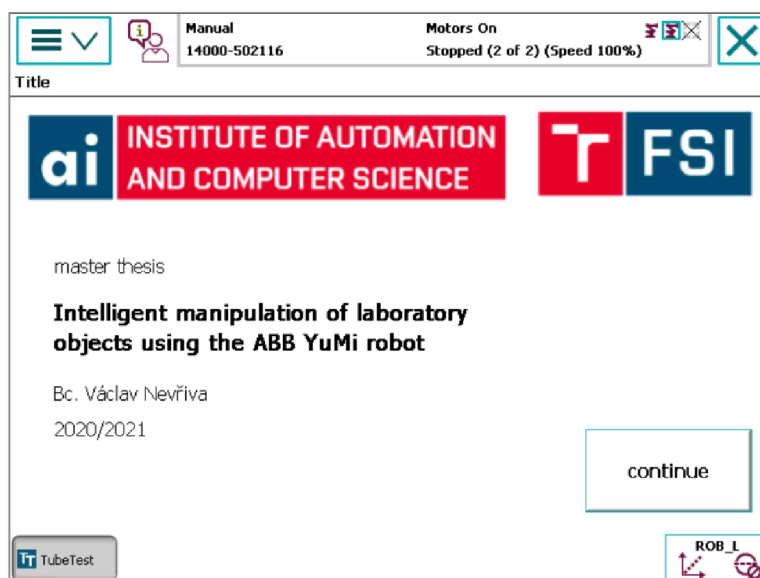 Manual
14000-502116
Motors On
Stopped (2 of 2) (Speed 100%)
Title
ai
INSTITUTE OF AUTOMATION
AND COMPUTER SCIENCE
T FSI
master thesis
Intelligent manipulation of laboratory
objects using the ABB YuMi robot
Bc. Václav Nevřiva
2020/2021
continue
TT TubeTest
ROB_L